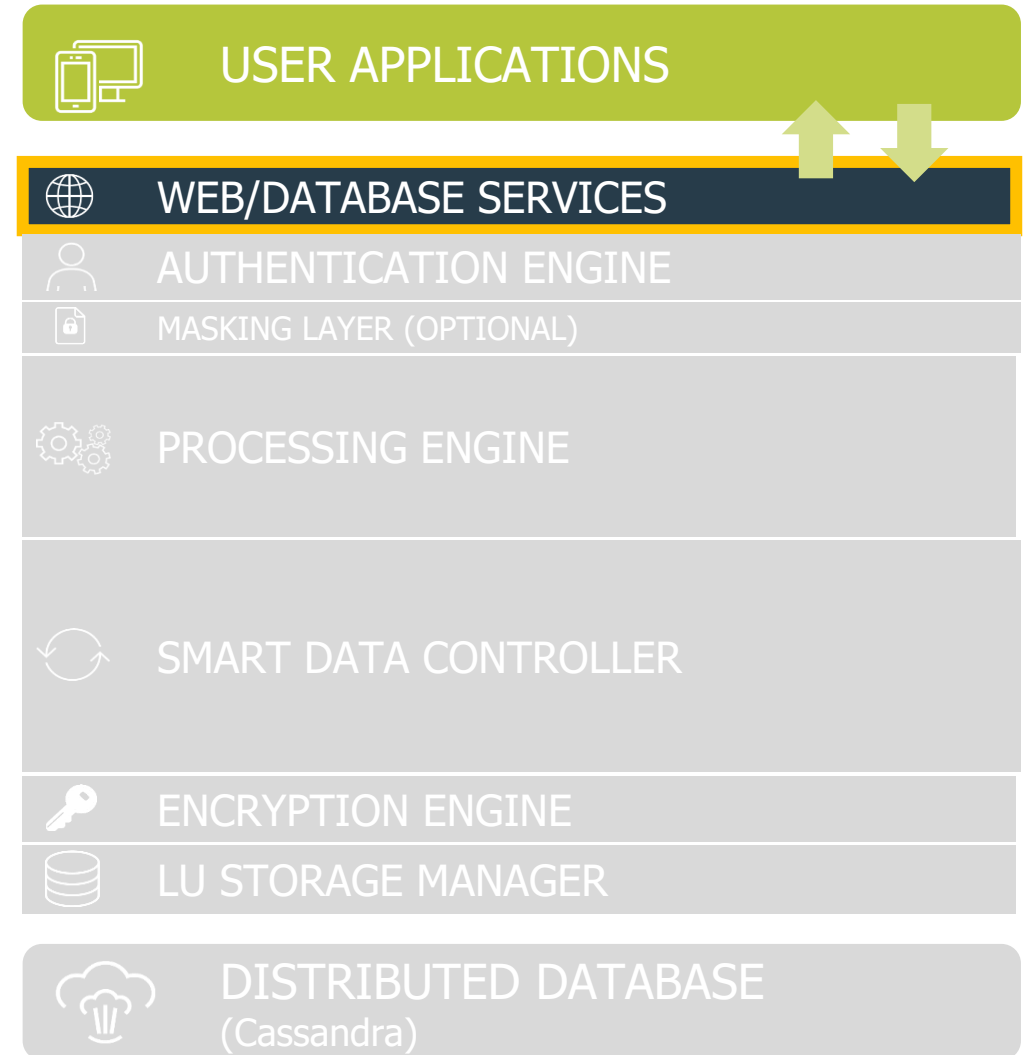 USER APPLICATIONS
WEB/DATABASE SERVICES
AUTHENTICATION ENGINE
MASKING LAYER (OPTIONAL)
PROCESSING ENGINE
SMART DATA CONTROLLER
ENCRYPTION ENGINE
LU STORAGE MANAGER
DISTRIBUTED DATABASE
(Cassandra)